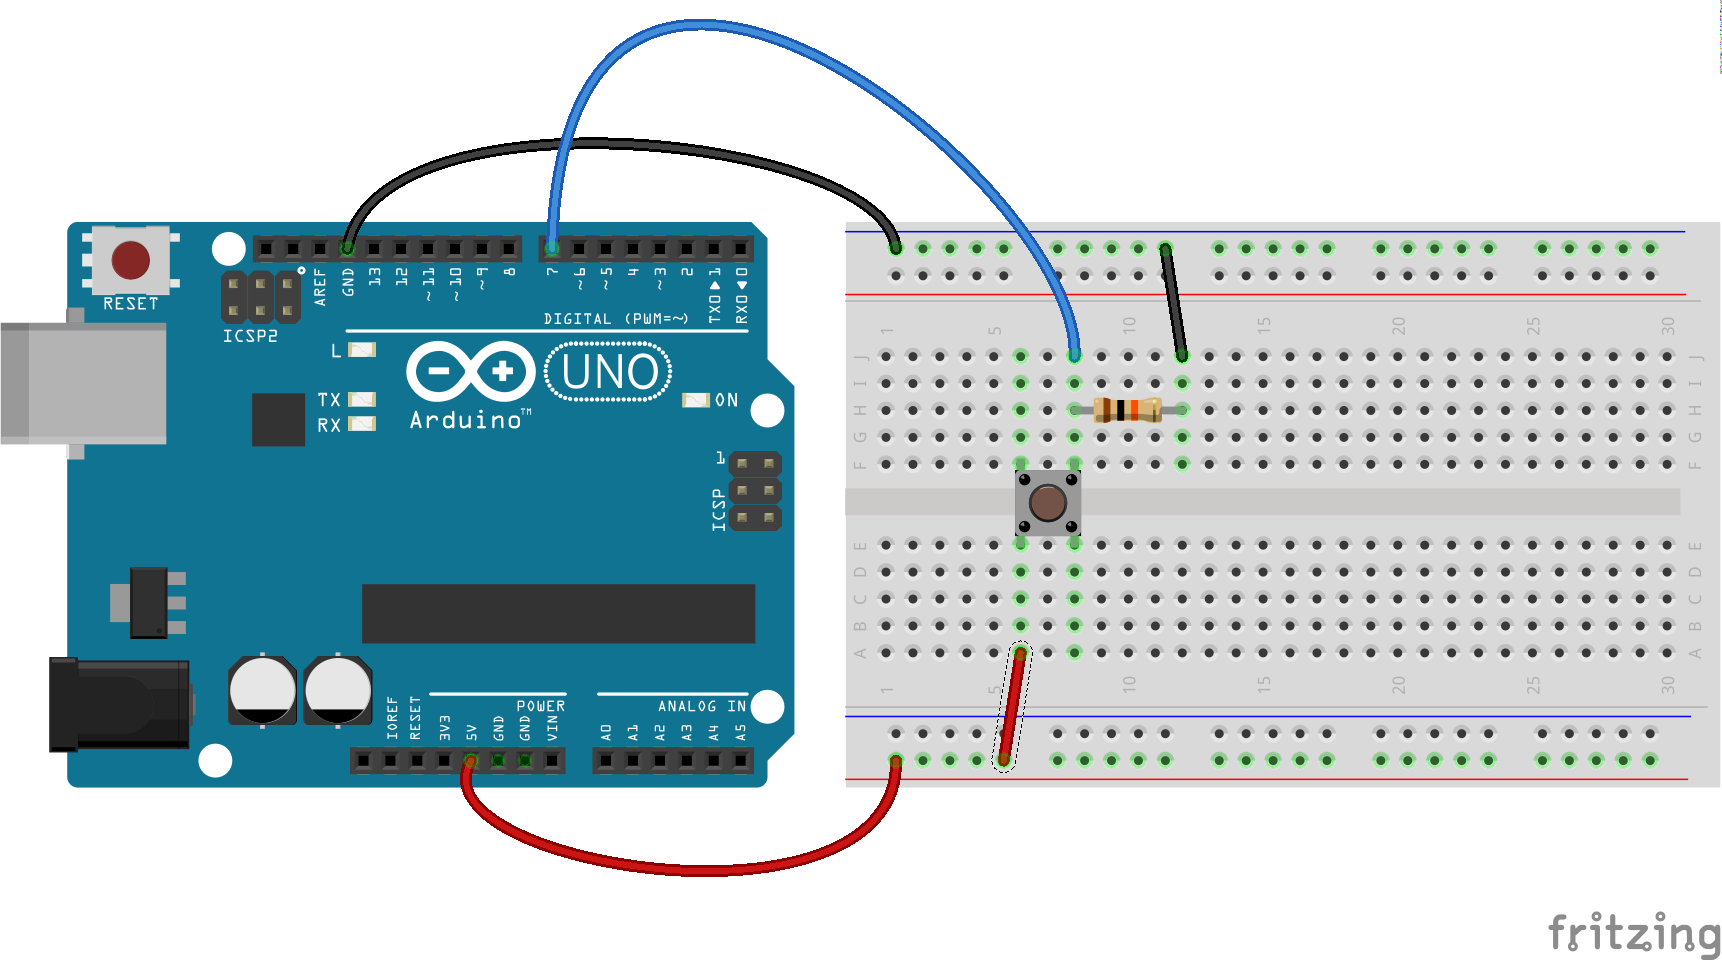 RESET
ICSP2
AREF
GND
13
12
~11
~10
~9
8
7
~6
~5
4
~3
2
TX0▶1
RX0◀0
DIGITAL (PWM=~)
L
TX
RX
UNO
Arduino™
ON
1
ICSP
POWER
ANALOG IN
IOREF
RESET
3V3
5V
GND
GND
VIN
A0
A1
A2
A3
A4
A5
1 5 10 15 20 25 30
J J
I I
H H
G G
F F
E E
D D
C C
B B
A A
1 5 10 15 20 25 30
fritzing